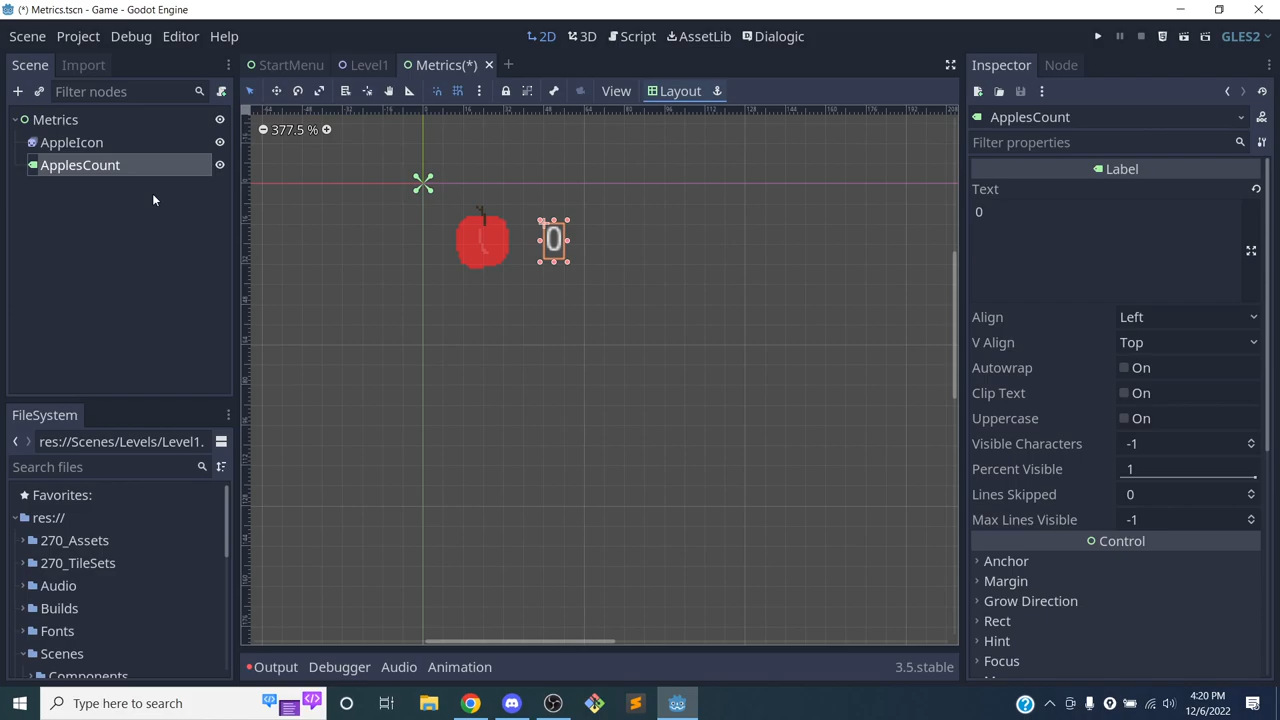 (*) Metrics.tscn - Game - Godot Engine
Scene Project Debug Editor Help
2D 3D Script AssetLib Dialogic
GLES2
Scene Import
StartMenu Level1 Metrics(*)
Inspector Node
Filter nodes
View Layout
Metrics
AppleIcon
ApplesCount
377.5 %
0
ApplesCount
Filter properties
Label
Text
0
Align Left
V Align Top
Autowrap On
Clip Text On
Uppercase On
Visible Characters -1
Percent Visible 1
Lines Skipped 0
Max Lines Visible -1
Control
Anchor
Margin
Grow Direction
Rect
Hint
Focus
FileSystem
res://Scenes/Levels/Level1.
Search files
Favorites:
res://
270_Assets
270_TileSets
Audio
Builds
Fonts
Scenes
Components
Output Debugger Audio Animation
3.5.stable
Type here to search
4:20 PM
12/6/2022